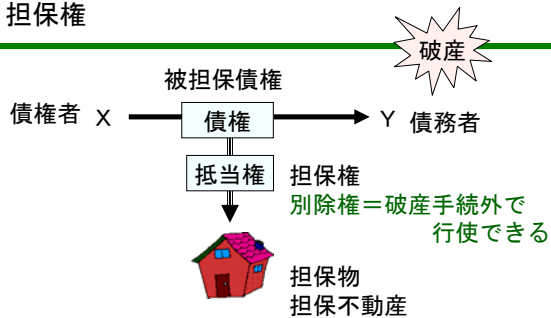 担保権
破産
被担保債権
債権者 X 債権 Y 債務者
抵当権 担保権
別除権＝破産手続外で
行使できる
担保物
担保不動産